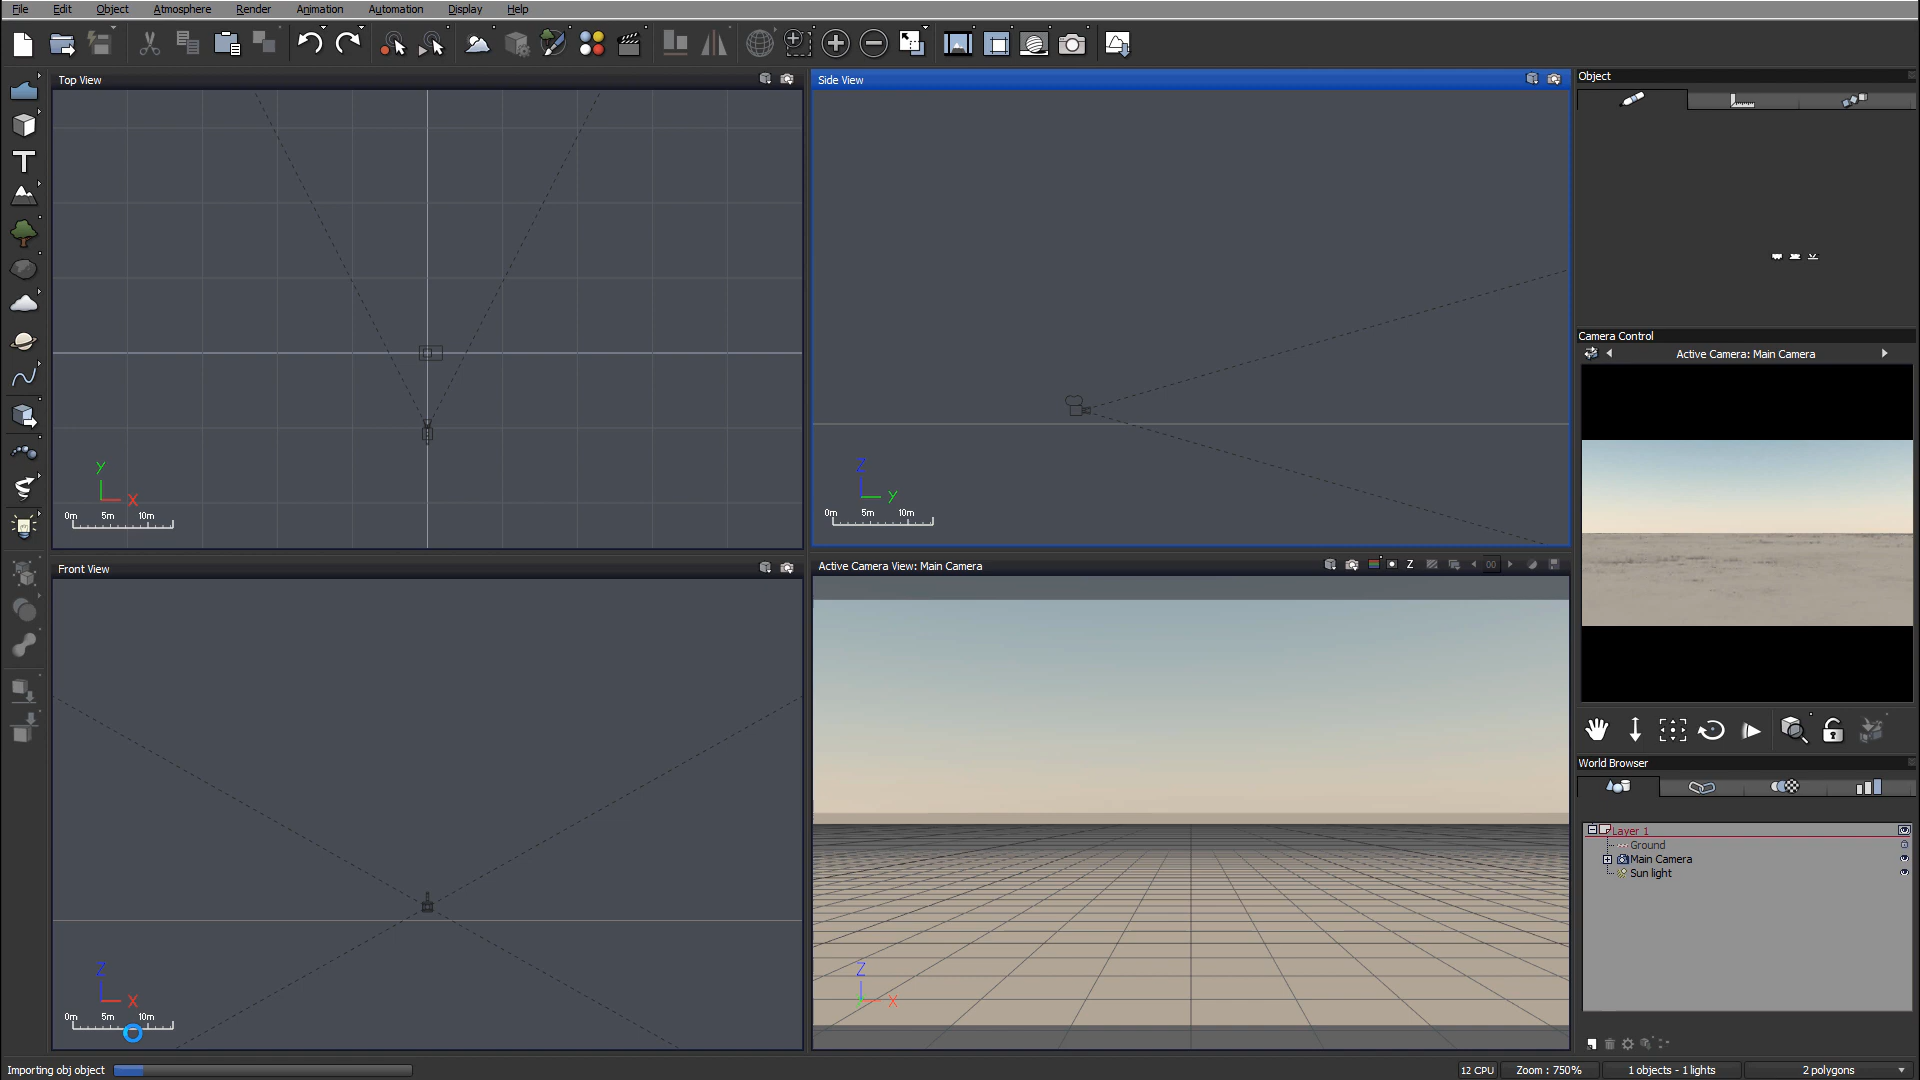 File Edit Object Atmosphere Render Animation Automation Display Help
Top View
Y
X
0m 5m 10m
Side View
Z
Y
0m 5m 10m
Front View
Z
X
0m 5m 10m
Active Camera View: Main Camera
Z 00
Z
Y
X
Object
Camera Control
Active Camera: Main Camera
World Browser
Layer 1
Ground
Main Camera
Sun light
Importing obj object
12 CPU Zoom : 750% 1 objects - 1 lights 2 polygons